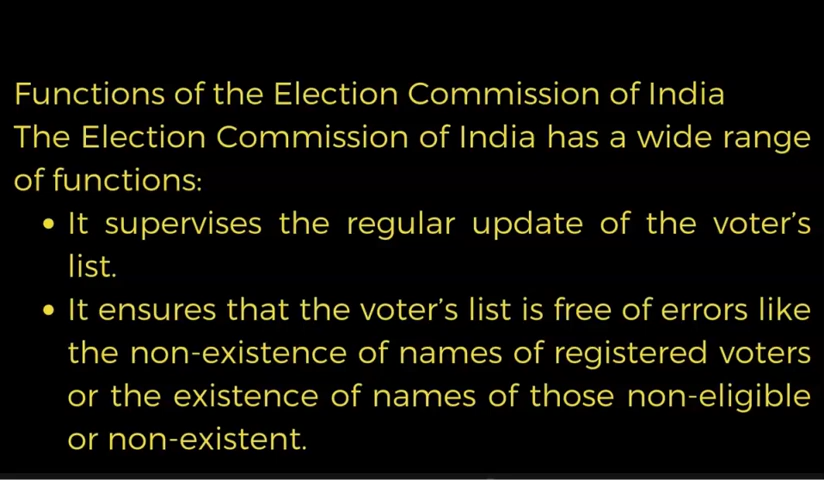 Functions of the Election Commission of India
The Election Commission of India has a wide range
of functions:
• It supervises the regular update of the voter's
list.
• It ensures that the voter's list is free of errors like
the non-existence of names of registered voters
or the existence of names of those non-eligible
or non-existent.